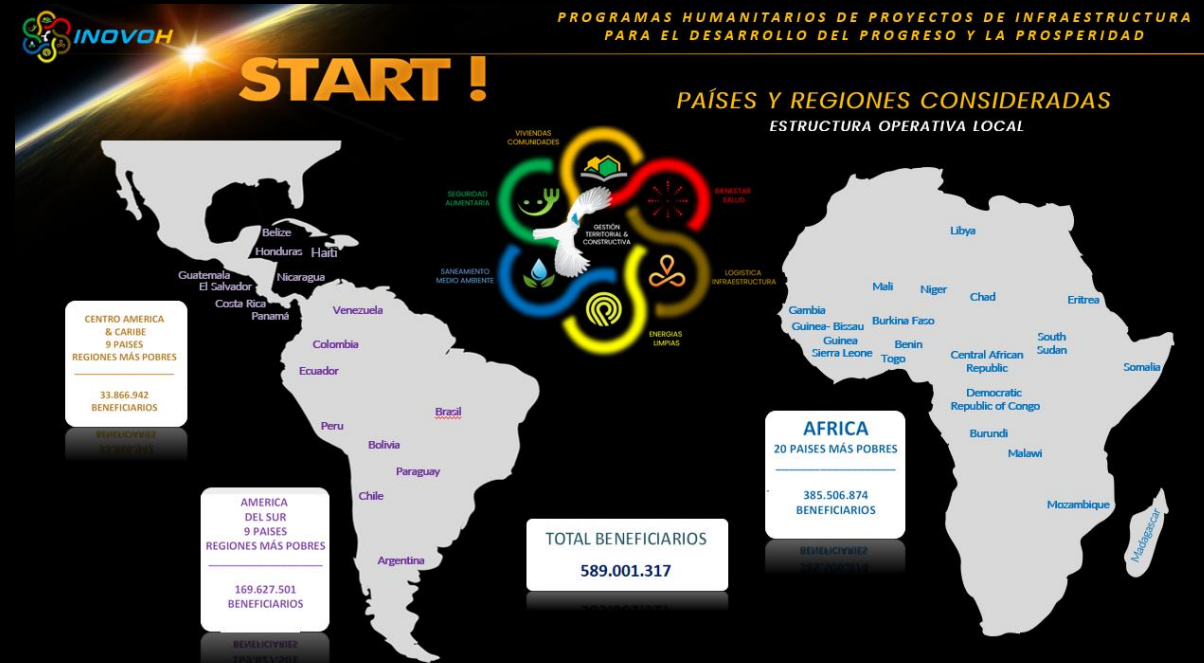 INOVOH
PROGRAMAS HUMANITARIOS DE PROYECTOS DE INFRAESTRUCTURA
PARA EL DESARROLLO DEL PROGRESO Y LA PROSPERIDAD
START !
PAÍSES Y REGIONES CONSIDERADAS
ESTRUCTURA OPERATIVA LOCAL
VIVIENDAS
COMUNIDADES
SEGURIDAD
ALIMENTARIA
BIENESTAR
SALUD
GESTIÓN
TERRITORIAL &
CONSTRUCTIVA
SANEAMIENTO
MEDIO AMBIENTE
LOGISTICA
INFRAESTRUCTURA
ENERGIAS
LIMPIAS
Belize
Honduras
Haiti
Guatemala
El Salvador
Nicaragua
Costa Rica
Panamá
Venezuela
Colombia
Ecuador
Brasil
Peru
Bolivia
Paraguay
Chile
Argentina
CENTRO AMERICA
& CARIBE
9 PAISES
REGIONES MÁS POBRES
33.866.942
BENEFICIARIOS
AMERICA
DEL SUR
9 PAISES
REGIONES MÁS POBRES
169.627.501
BENEFICIARIOS
TOTAL BENEFICIARIOS
589.001.317
AFRICA
20 PAISES MÁS POBRES
385.506.874
BENEFICIARIOS
Libya
Mali
Niger
Chad
Eritrea
Gambia
Guinea- Bissau
Burkina Faso
Guinea
Sierra Leone
Benin
Togo
South
Sudan
Central African
Republic
Somalia
Democratic
Republic of Congo
Burundi
Malawi
Mozambique
Madagascar